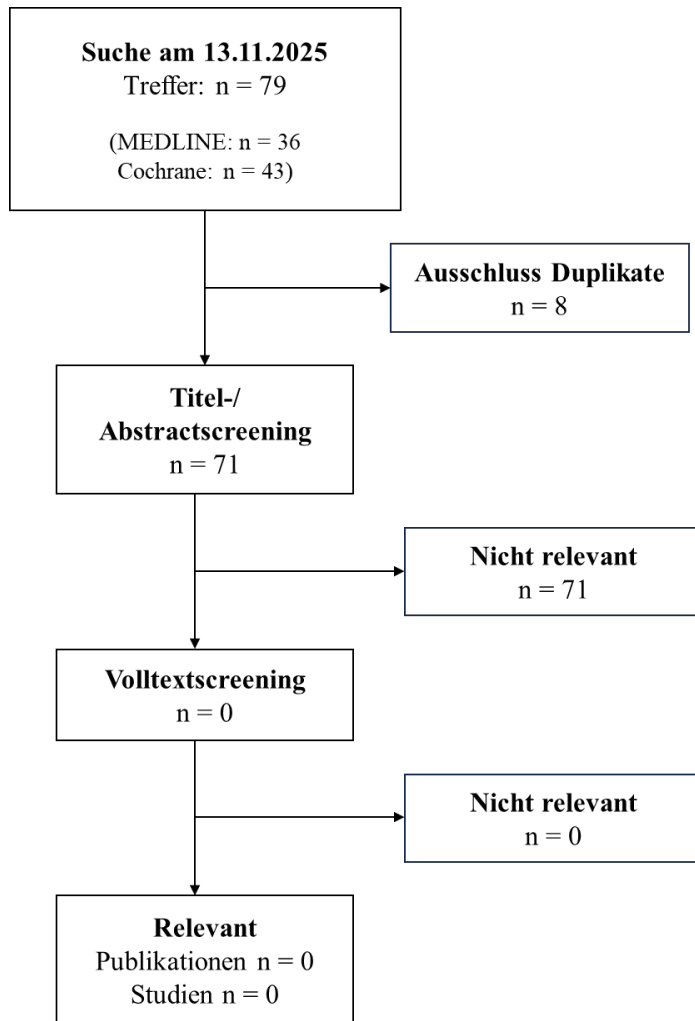 Suche am 13.11.2025
Treffer: n = 79
(MEDLINE: n = 36
Cochrane: n = 43)
Ausschluss Duplikate
n = 8
Titel-/
Abstractscreening
n = 71
Nicht relevant
n = 71
Volltextscreening
n = 0
Nicht relevant
n = 0
Relevant
Publikationen n = 0
Studien n = 0